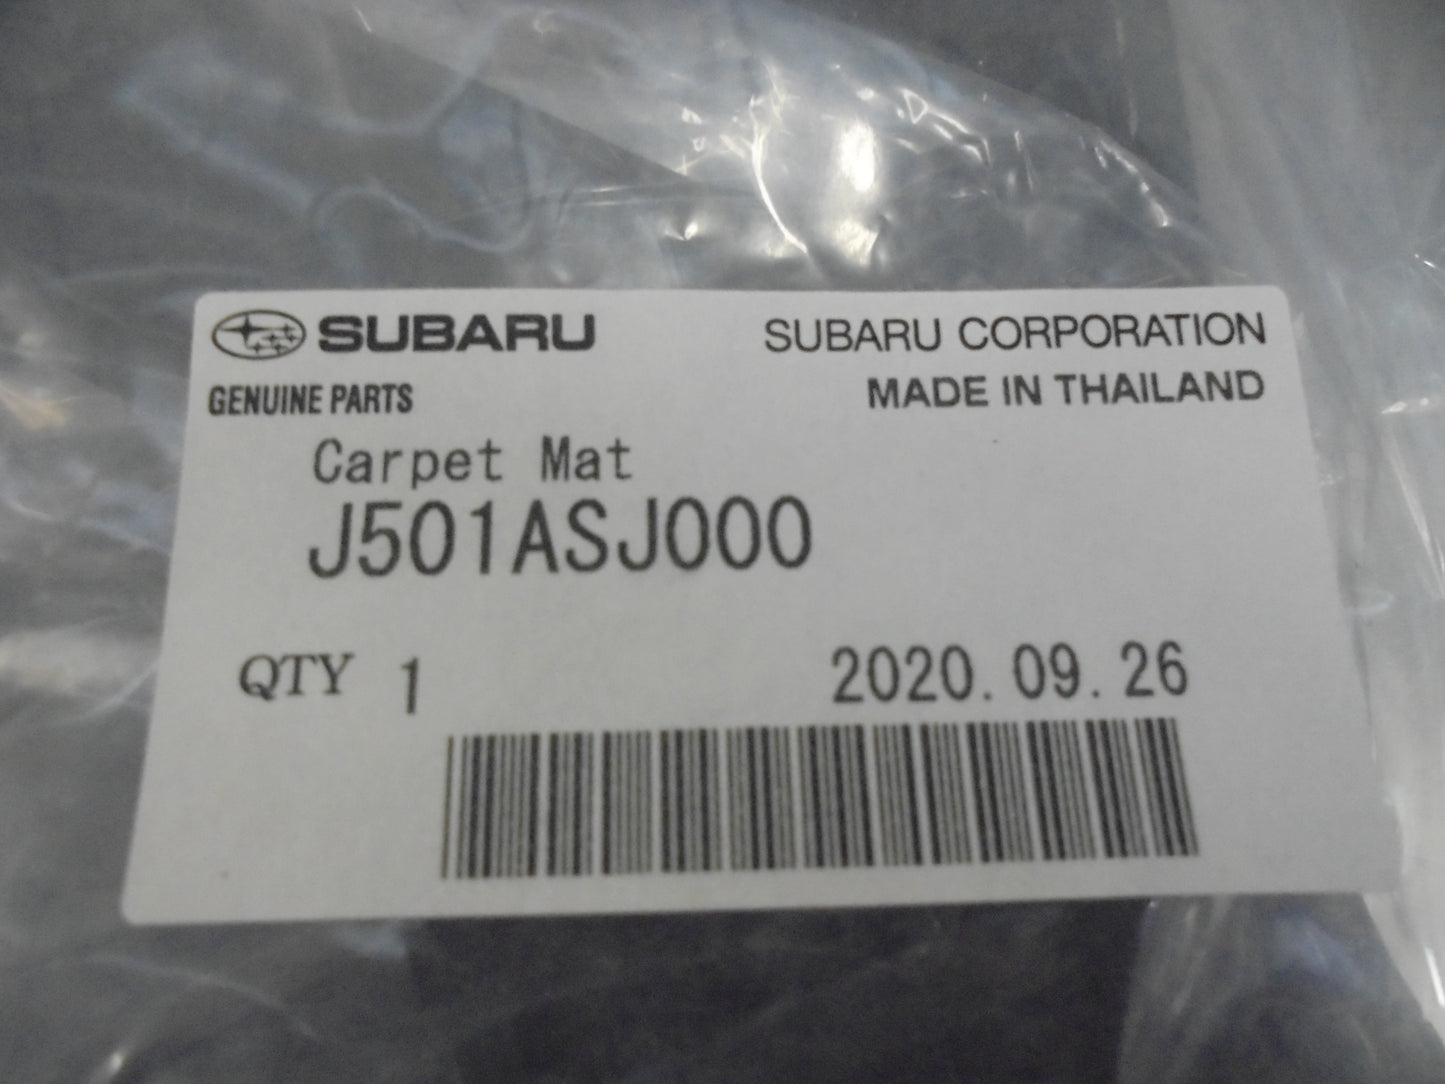 SUBARU
SUBARU CORPORATION
GENUINE PARTS
MADE IN THAILAND
Carpet Mat
J501ASJ000
QTY 1
2020.09.26